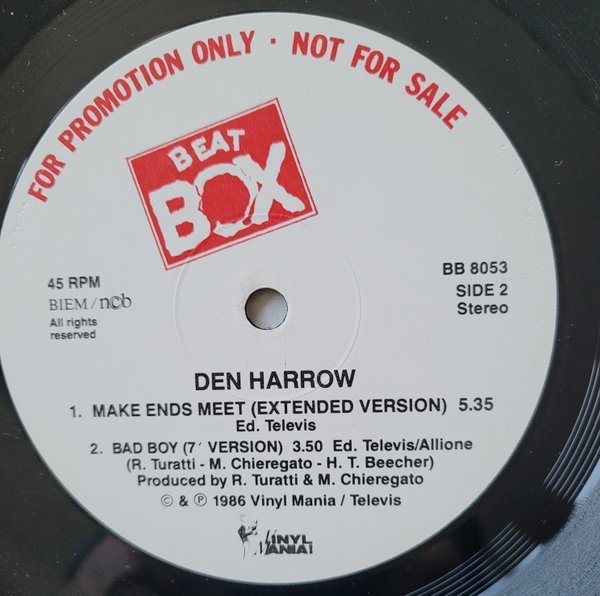 FOR PROMOTION ONLY · NOT FOR SALE
BEAT
BOX
45 RPM
BIEM / ncb
All rights
reserved
BB 8053
SIDE 2
Stereo
DEN HARROW
1. MAKE ENDS MEET (EXTENDED VERSION) 5.35
Ed. Televis
2. BAD BOY (7′ VERSION) 3.50 Ed. Televis/Allione
(R. Turatti - M. Chieregato - H. T. Beecher)
Produced by R. Turatti & M. Chieregato
© & ℗ 1986 Vinyl Mania / Televis
VINYL
MANIA!